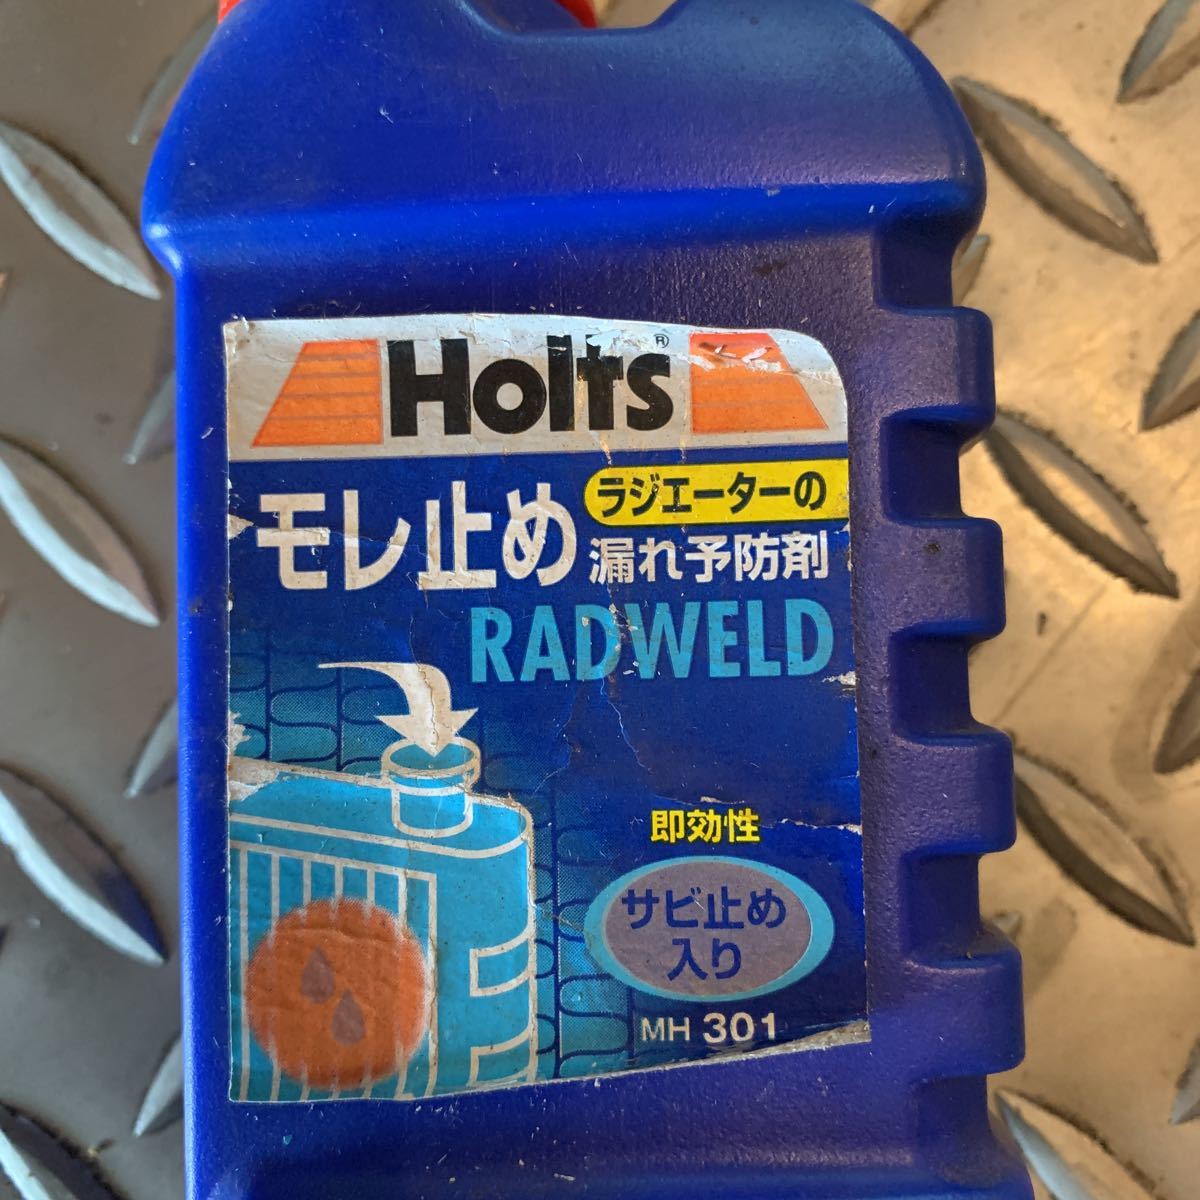 Holts®
モレ止め
ラジエーターの
漏れ予防剤
RADWELD
即効性
サビ止め
入り
MH 301